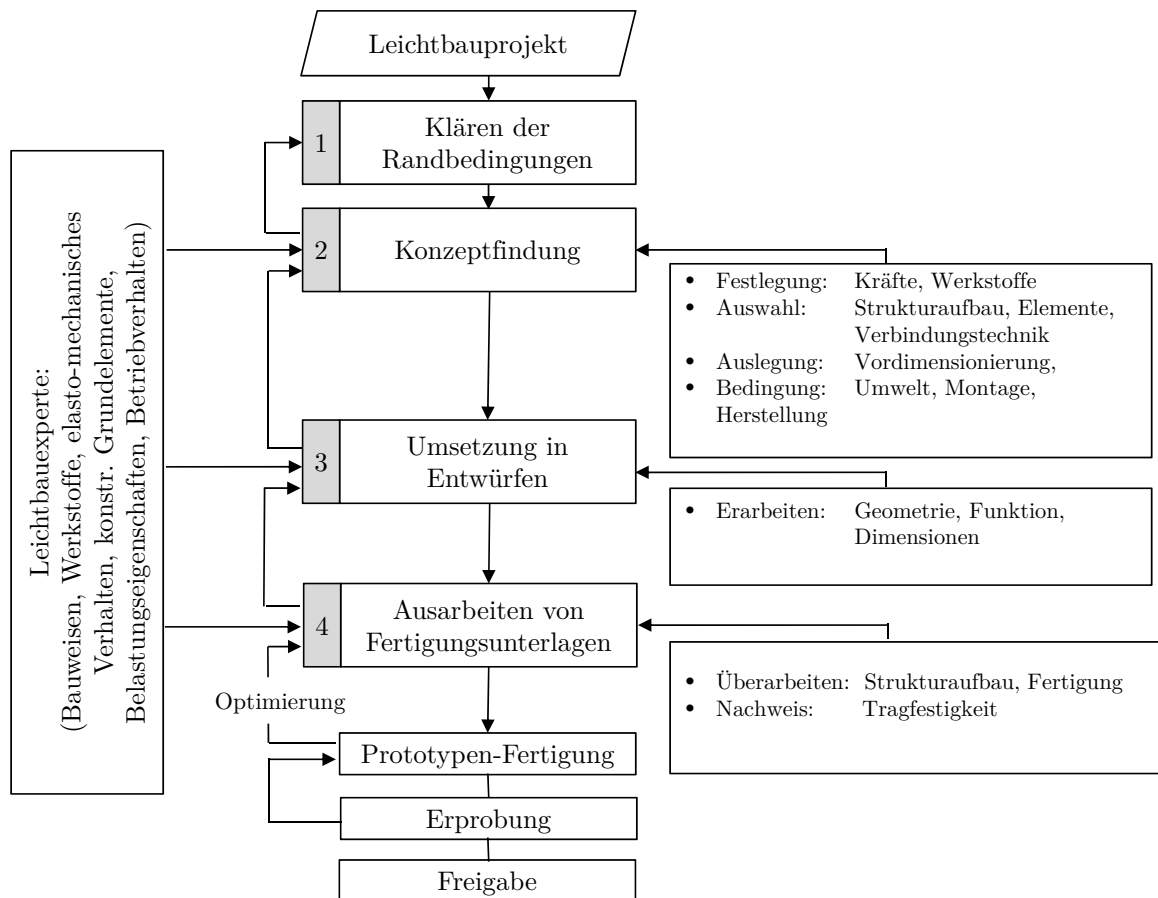 Leichtbauprojekt
1
Klären der
Randbedingungen
2
Konzeptfindung
• Festlegung: Kräfte, Werkstoffe
• Auswahl: Strukturaufbau, Elemente,
Verbindungstechnik
• Auslegung: Vordimensionierung,
• Bedingung: Umwelt, Montage,
Herstellung
3
Umsetzung in
Entwürfen
• Erarbeiten: Geometrie, Funktion,
Dimensionen
4
Ausarbeiten von
Fertigungsunterlagen
• Überarbeiten: Strukturaufbau, Fertigung
• Nachweis: Tragfestigkeit
Optimierung
Prototypen-Fertigung
Erprobung
Freigabe
Leichtbauexperte:
(Bauweisen, Werkstoffe, elasto-mechanisches
Verhalten, konstr. Grundelemente,
Belastungseigenschaften, Betriebverhalten)